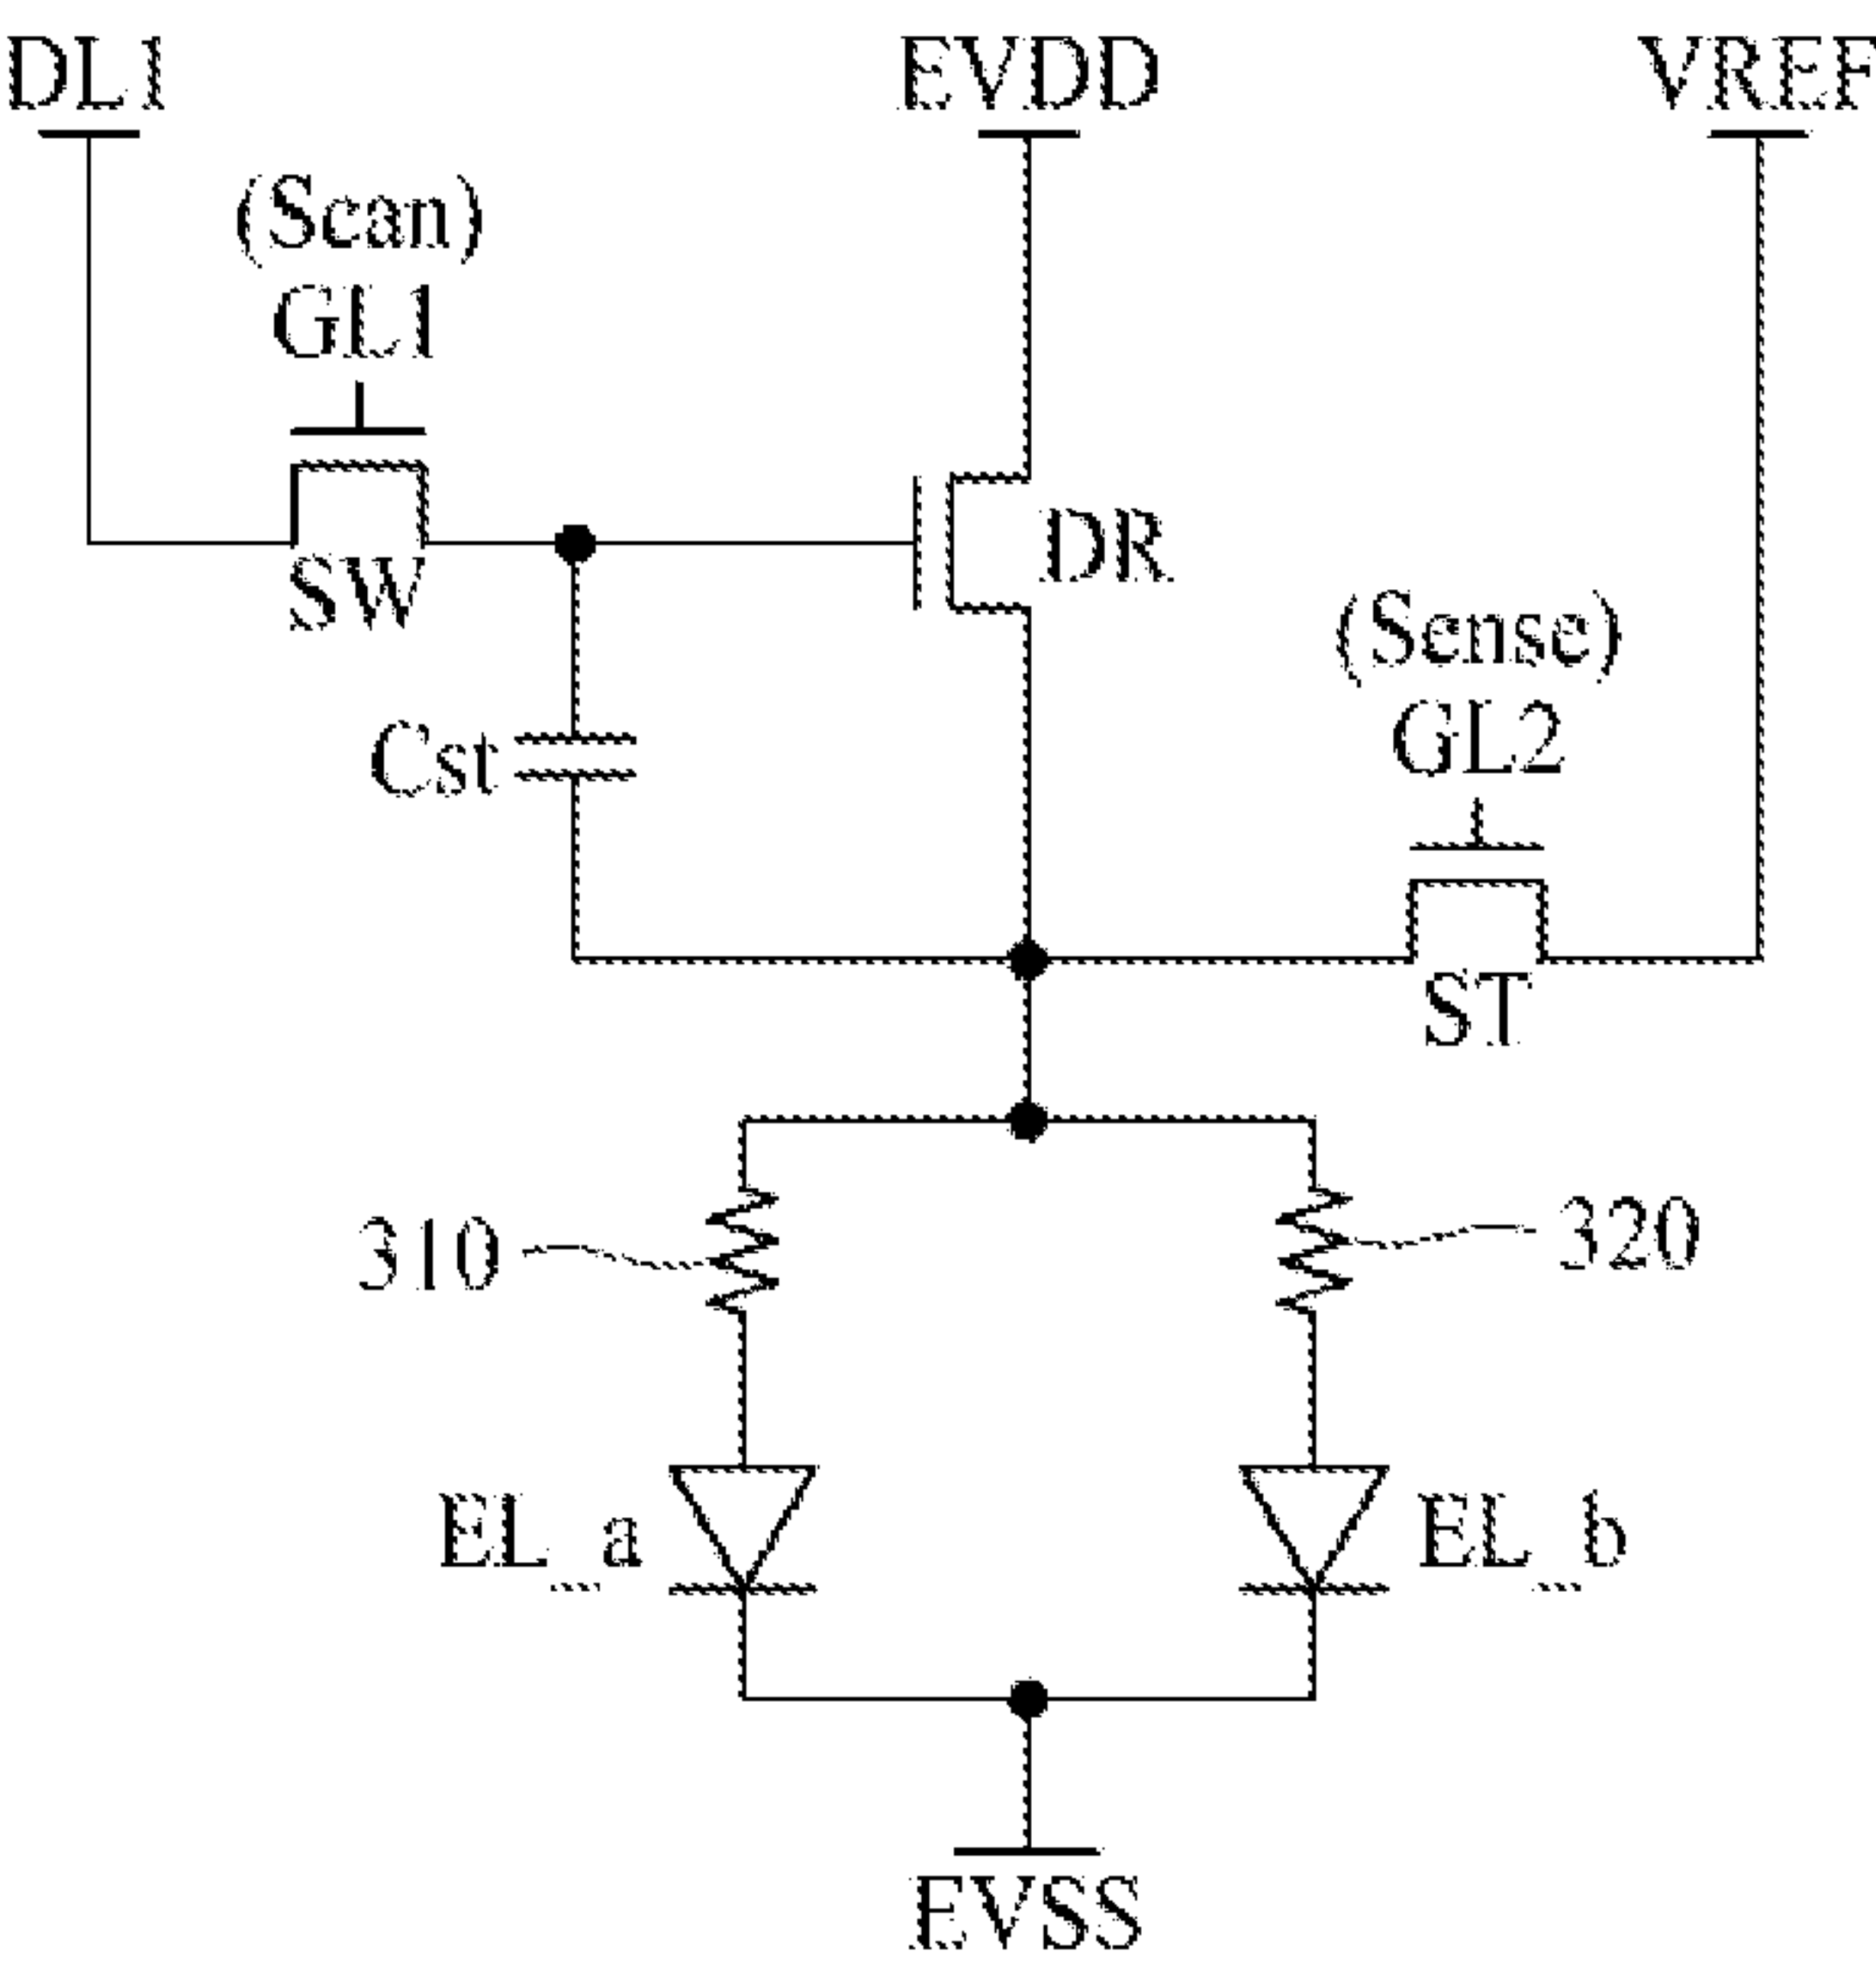 DL1
EVDD
VREF
(Scan)
GL1
DR
SW
(Sense)
GL2
Cst
ST
310
320
EL_a
EL_b
EVSS